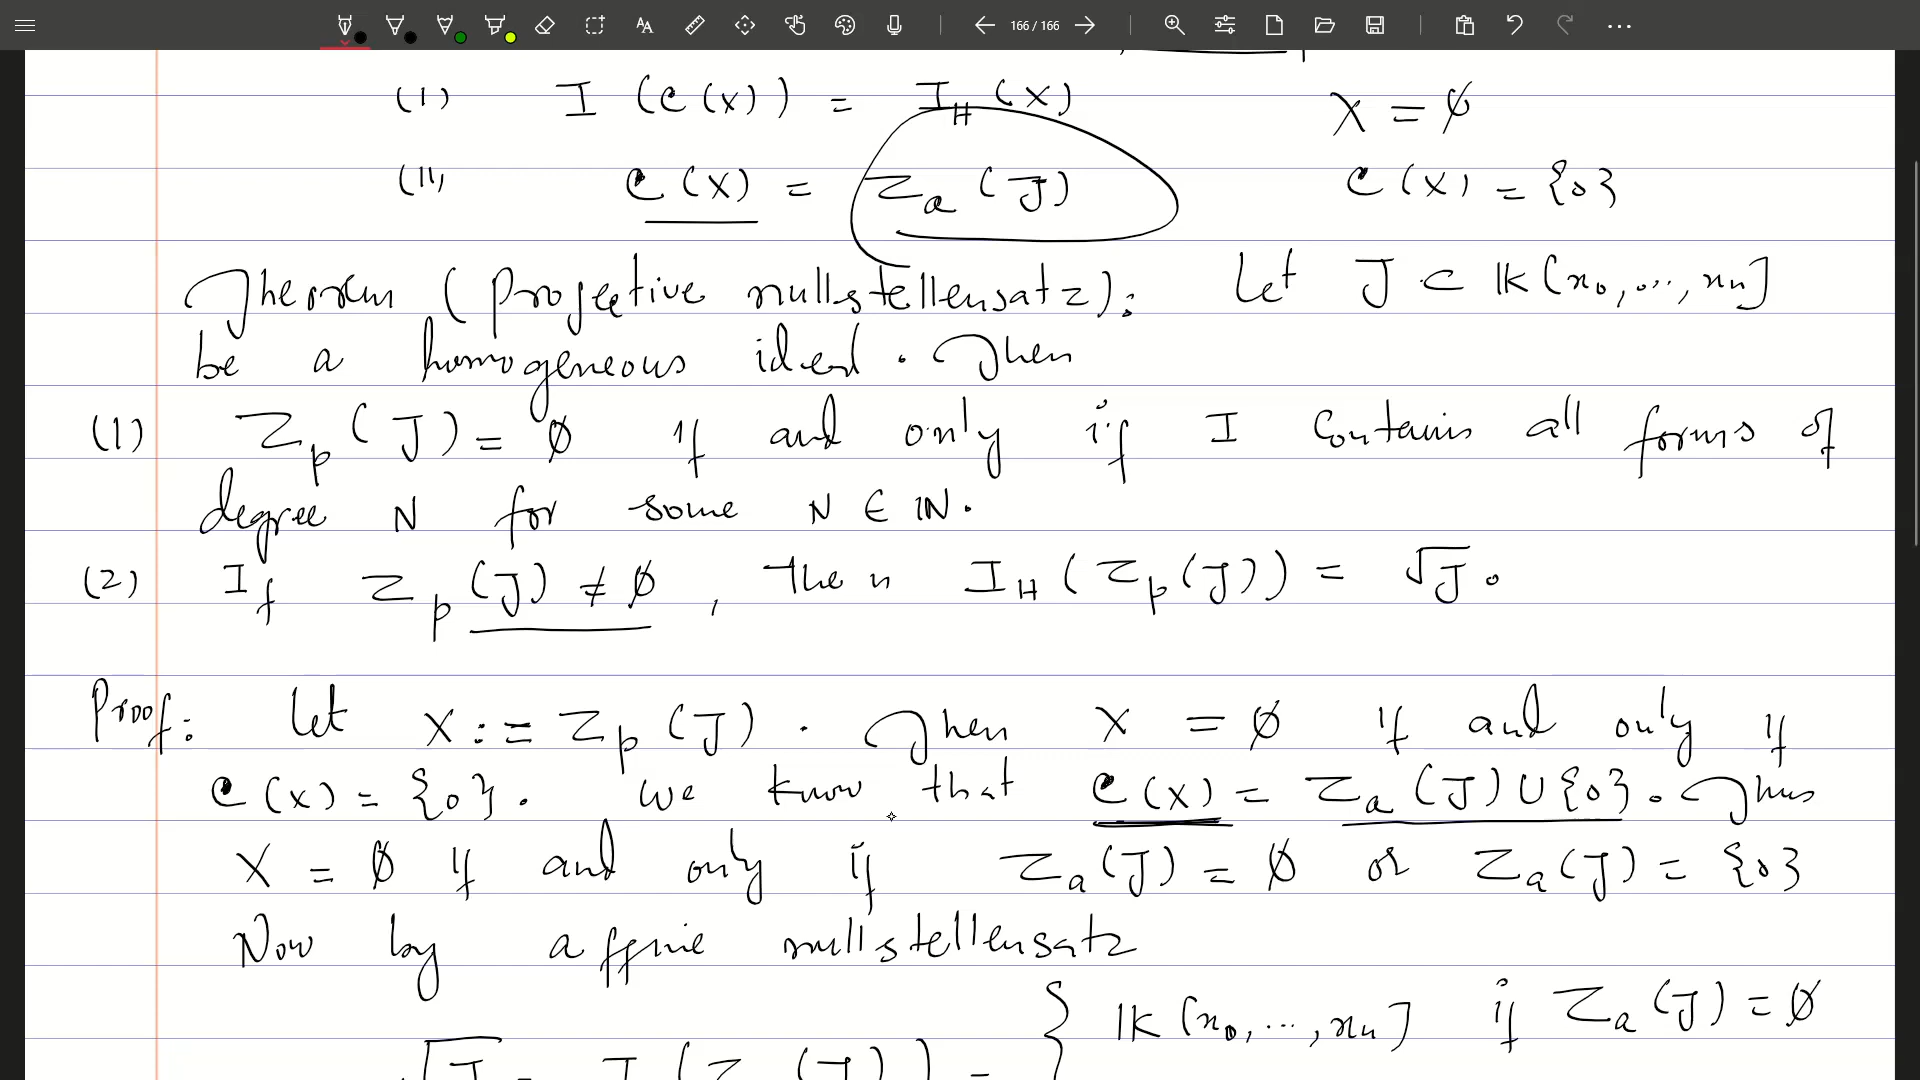 166 / 166
(I) I (C(X)) = I_H (X) X = ∅
(II) C(X) = Z_a (J) C(X) = {0}
Theorem (Projective nullstellensatz): Let J ⊂ K[x_0, ..., x_n]
be a homogeneous ideal. Then
(1) Z_p (J) = ∅ if and only if I contains all forms of
degree N for some N ∈ ℕ.
(2) If Z_p (J) ≠ ∅, then I_H (Z_p (J)) = √J.
Proof: Let X := Z_p (J). Then X = ∅ if and only if
C(X) = {0}. We know that C(X) = Z_a (J) ∪ {0}. Thus
X = ∅ if and only if Z_a (J) = ∅ or Z_a (J) = {0}
Now by affine nullstellensatz
{ K[x_0, ..., x_n] if Z_a (J) = ∅
√J = I (Z_a (J)) =